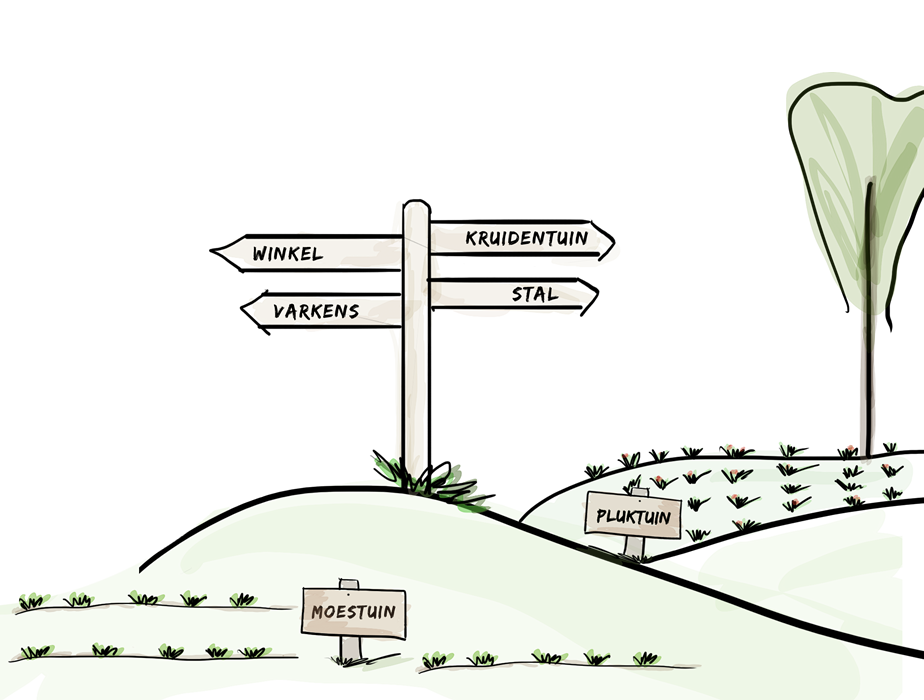 WINKEL
KRUIDENTUIN
VARKENS
STAL
PLUKTUIN
MOESTUIN